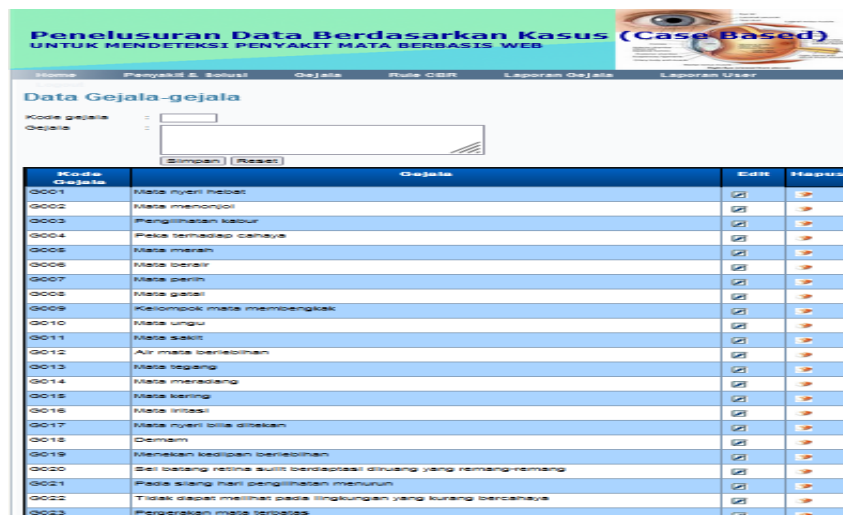 Penelusuran Data Berdasarkan Kasus (Case Based)
UNTUK MENDETEKSI PENYAKIT MATA BERBASIS WEB
Home Penyakit & Solusi Gejala Rule CBR Laporan Gejala Laporan User
Data Gejala-gejala
Kode gejala :
Gejala :
Simpan Reset
Kode Gejala Gejala Edit Hapus
G001 Mata nyeri hebat
G002 Mata menonjol
G003 Penglihatan kabur
G004 Peka terhadap cahaya
G005 Mata merah
G006 Mata berair
G007 Mata perih
G008 Mata gatal
G009 Kelompok mata membengkak
G010 Mata ungu
G011 Mata sakit
G012 Air mata berlebihan
G013 Mata tegang
G014 Mata meradang
G015 Mata kering
G016 Mata iritasi
G017 Mata nyeri bila ditekan
G018 Demam
G019 Menekan kedipan berlebihan
G020 Sel batang retina sulit berdaptasi diruang yang remang-remang
G021 Pada siang hari penglihatan menurun
G022 Tidak dapat melihat pada lingkungan yang kurang bercahaya
G023 Pergerakan mata terbatas